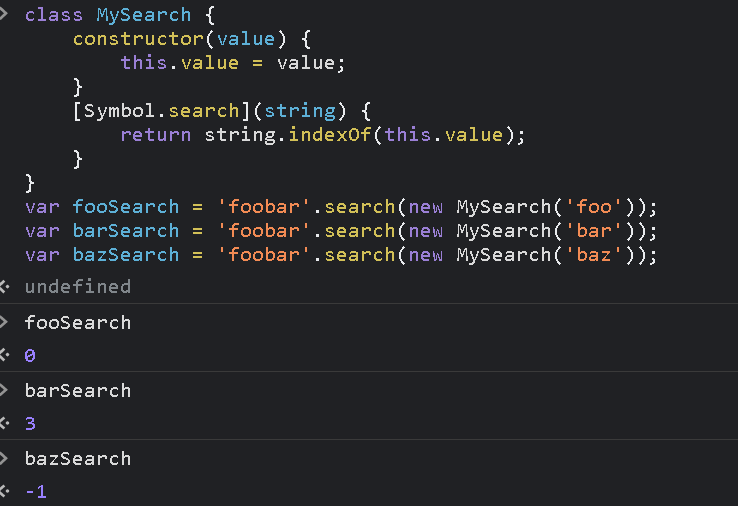 class MySearch {
    constructor(value) {
        this.value = value;
    }
    [Symbol.search](string) {
        return string.indexOf(this.value);
    }
}
var fooSearch = 'foobar'.search(new MySearch('foo'));
var barSearch = 'foobar'.search(new MySearch('bar'));
var bazSearch = 'foobar'.search(new MySearch('baz'));
undefined
fooSearch
0
barSearch
3
bazSearch
-1